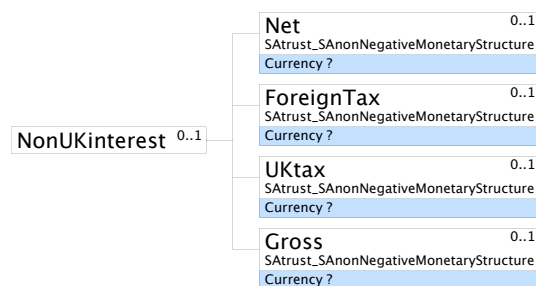 Net 0..1
SAtrust_SAnonNegativeMonetaryStructure
Currency ?
ForeignTax 0..1
SAtrust_SAnonNegativeMonetaryStructure
Currency ?
NonUKinterest 0..1
UKtax 0..1
SAtrust_SAnonNegativeMonetaryStructure
Currency ?
Gross 0..1
SAtrust_SAnonNegativeMonetaryStructure
Currency ?